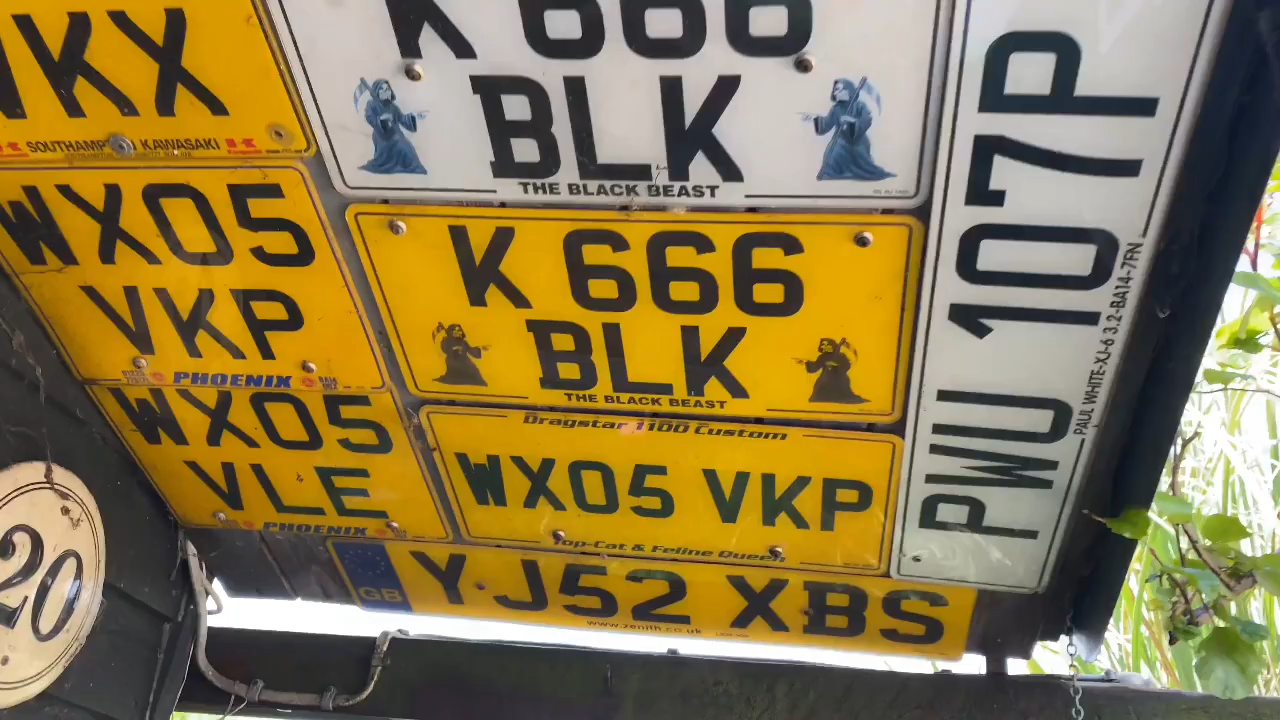 VKX
SOUTHAMPTON KAWASAKI
WX05
VKP
PHOENIX
WX05
VLE
PHOENIX
20
K 666
BLK
THE BLACK BEAST
K 666
BLK
THE BLACK BEAST
Dragstar 1100 Custom
WX05 VKP
Top-Cat & Feline Queen
GB
YJ52 XBS
www.zenith.co.uk
PWU 107P
PAUL WHITE-XJ-6 3.2-BA14-7FN